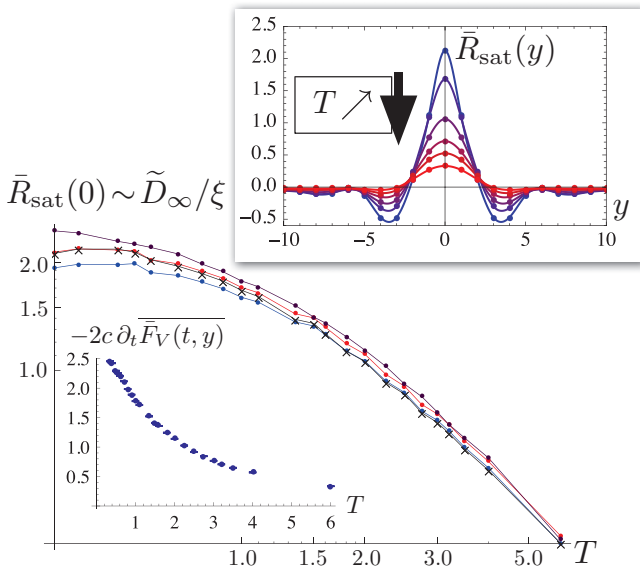 2.5
2.0
1.5
1.0
0.5
0.0
−0.5
−10 −5 0 5 10
R̄sat(y)
T ↗
y
R̄sat(0) ∼ D̃∞/ξ
2.0
1.5
1.0
−2c ∂tF̄V(t, y)
2.5
2.0
1.5
1.0
0.5
1 2 3 4 5 6
T
1.0 1.5 2.0 3.0 5.0
T